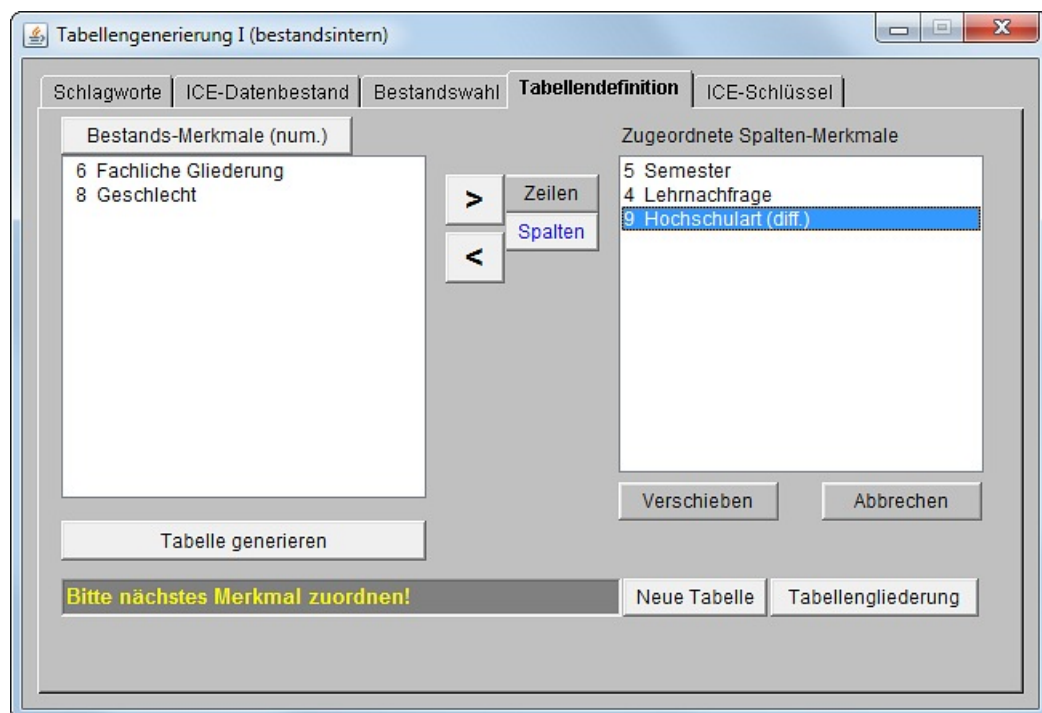 Tabellengenerierung I (bestandsintern)
Schlagworte ICE-Datenbestand Bestandswahl Tabellendefinition ICE-Schlüssel
Bestands-Merkmale (num.)
6 Fachliche Gliederung
8 Geschlecht
>
<
Zeilen
Spalten
Zugeordnete Spalten-Merkmale
5 Semester
4 Lehrnachfrage
9 Hochschulart (diff.)
Verschieben Abbrechen
Tabelle generieren
Bitte nächstes Merkmal zuordnen!
Neue Tabelle Tabellengliederung